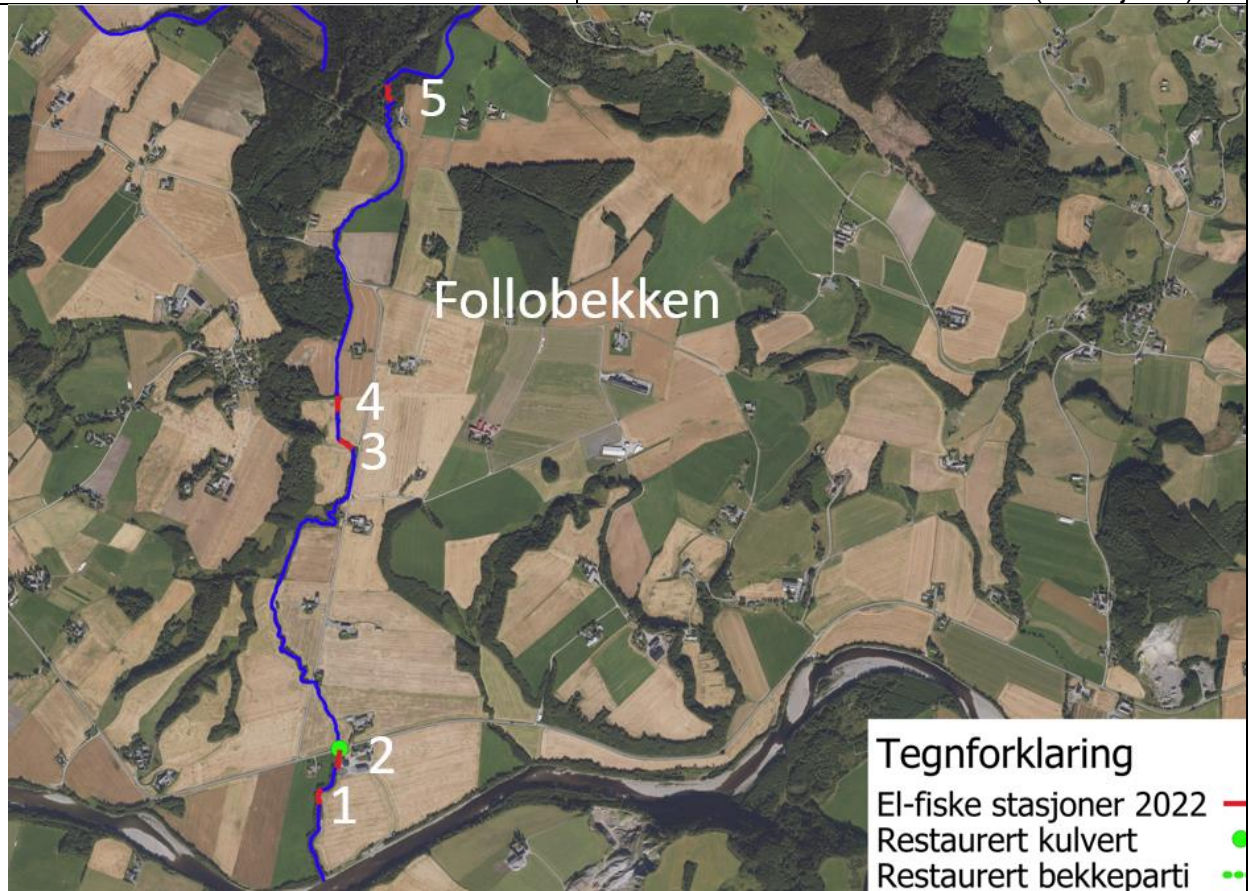 5
Follobekken
4
3
2
1
Tegnforklaring
El-fiske stasjoner 2022
Restaurert kulvert
Restaurert bekkeparti